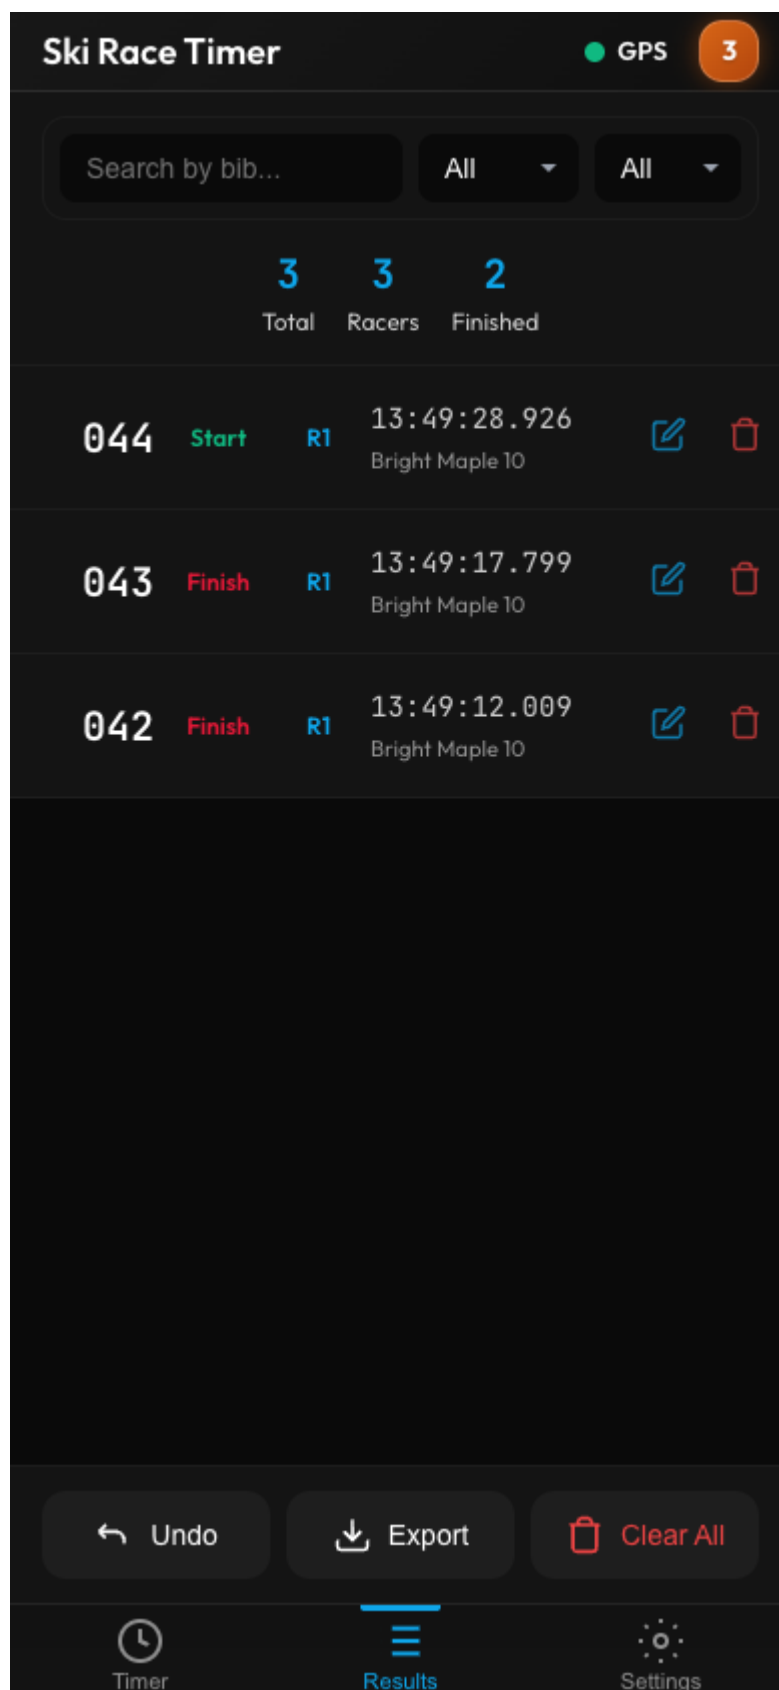 Ski Race Timer GPS 3
Search by bib... All All
3 3 2
Total Racers Finished
044 Start R1 13:49:28.926
Bright Maple 10
043 Finish R1 13:49:17.799
Bright Maple 10
042 Finish R1 13:49:12.009
Bright Maple 10
Undo Export Clear All
Timer Results Settings